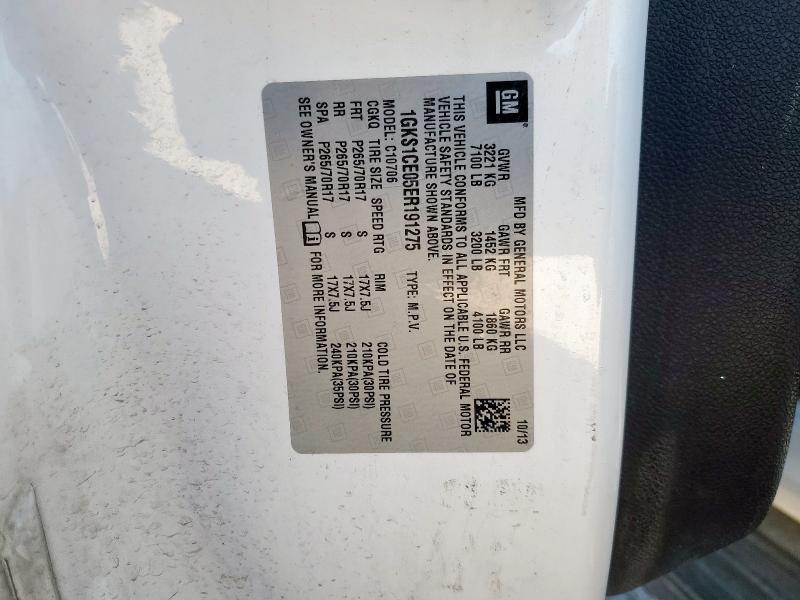 GM
MFD BY GENERAL MOTORS LLC 10/13
GVWR GAWR FRT GAWR RR
3221 KG 1452 KG 1860 KG
7100 LB 3200 LB 4100 LB
THIS VEHICLE CONFORMS TO ALL APPLICABLE U.S. FEDERAL MOTOR
VEHICLE SAFETY STANDARDS IN EFFECT ON THE DATE OF
MANUFACTURE SHOWN ABOVE.
1GKS1CE05ER191275 TYPE: M.P.V.
MODEL: C10706
CGKQ TIRE SIZE SPEED RTG RIM COLD TIRE PRESSURE
FRT P265/70R17 S 17X7.5J 210KPA(30PSI)
RR P265/70R17 S 17X7.5J 210KPA(30PSI)
SPA P265/70R17 S 17X7.5J 240KPA(35PSI)
SEE OWNER'S MANUAL i FOR MORE INFORMATION.